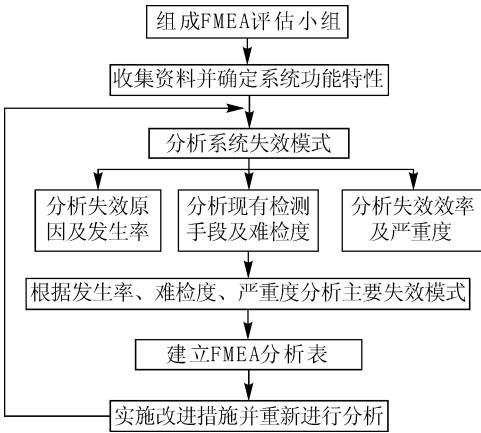 组成FMEA评估小组
收集资料并确定系统功能特性
分析系统失效模式
分析失效原
因及发生率
分析现有检测
手段及难检度
分析失效效率
及严重度
根据发生率、难检度、严重度分析主要失效模式
建立FMEA分析表
实施改进措施并重新进行分析